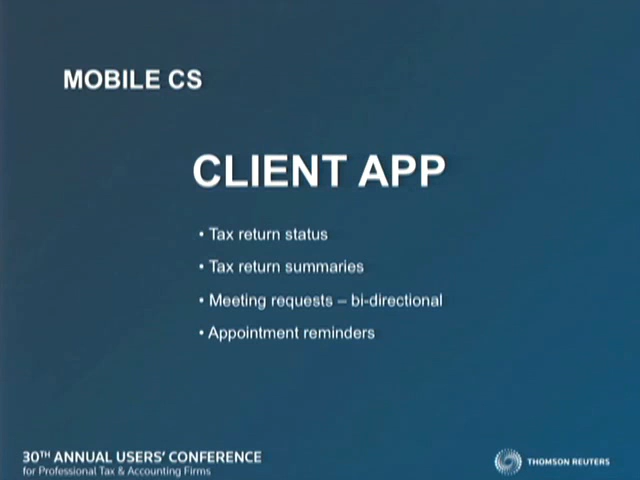 MOBILE CS
CLIENT APP
• Tax return status
• Tax return summaries
• Meeting requests – bi-directional
• Appointment reminders
30TH ANNUAL USERS' CONFERENCE
for Professional Tax & Accounting Firms
THOMSON REUTERS